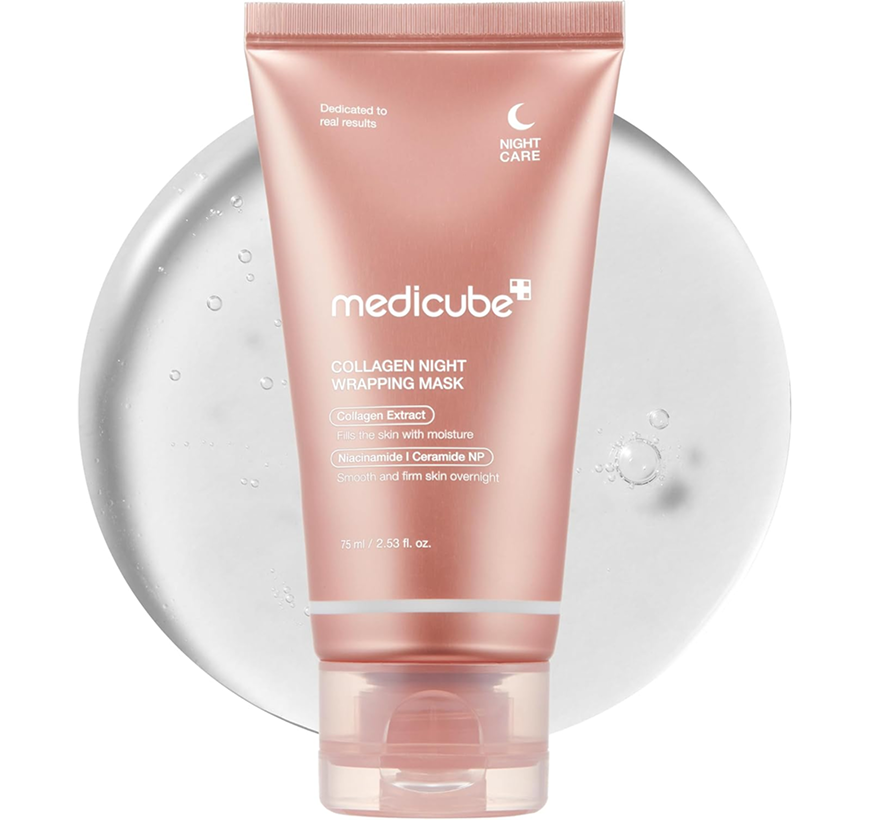 Dedicated to
real results
NIGHT
CARE
medicube
COLLAGEN NIGHT
WRAPPING MASK
Collagen Extract
Fills the skin with moisture
Niacinamide | Ceramide NP
Smooth and firm skin overnight
75 ml / 2.53 fl. oz.